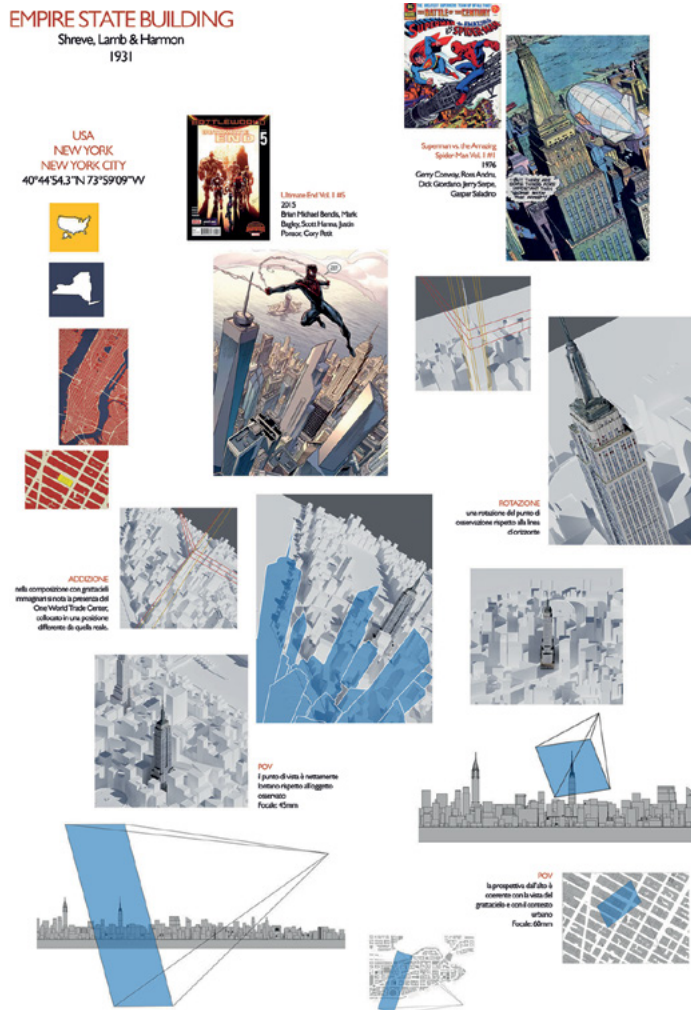 EMPIRE STATE BUILDING
Shreve, Lamb & Harmon
1931
USA
NEW YORK
NEW YORK CITY
40°44'54.3"N 73°59'09"W
BATTLEWORLD
END
5
Ultimate End Vol. 1 #5
2015
Brian Michael Bendis, Mark
Bagley, Scott Hanna, Justin
Ponsor, Cory Petit
THE BATTLE OF THE CENTURY
SUPERMAN
SPIDER-MAN
Superman vs. the Amazing
Spider-Man Vol. 1 #1
1976
Gerry Conway, Ross Andru,
Dick Giordano, Jerry Serpe,
Gaspar Saladino
ROTAZIONE
una rotazione del punto di
osservazione rispetto alla linea
d'orizzonte
ADDIZIONE
nella composizione con grattacieli
immaginari si nota la presenza del
One World Trade Center,
collocato in una posizione
differente da quella reale.
POV
il punto di vista è nettamente
lontano rispetto all'oggetto
osservato
Focale: 45mm
POV
la prospettiva dall'alto è
coerente con la vista del
grattacielo e con il contesto
urbano
Focale: 60mm